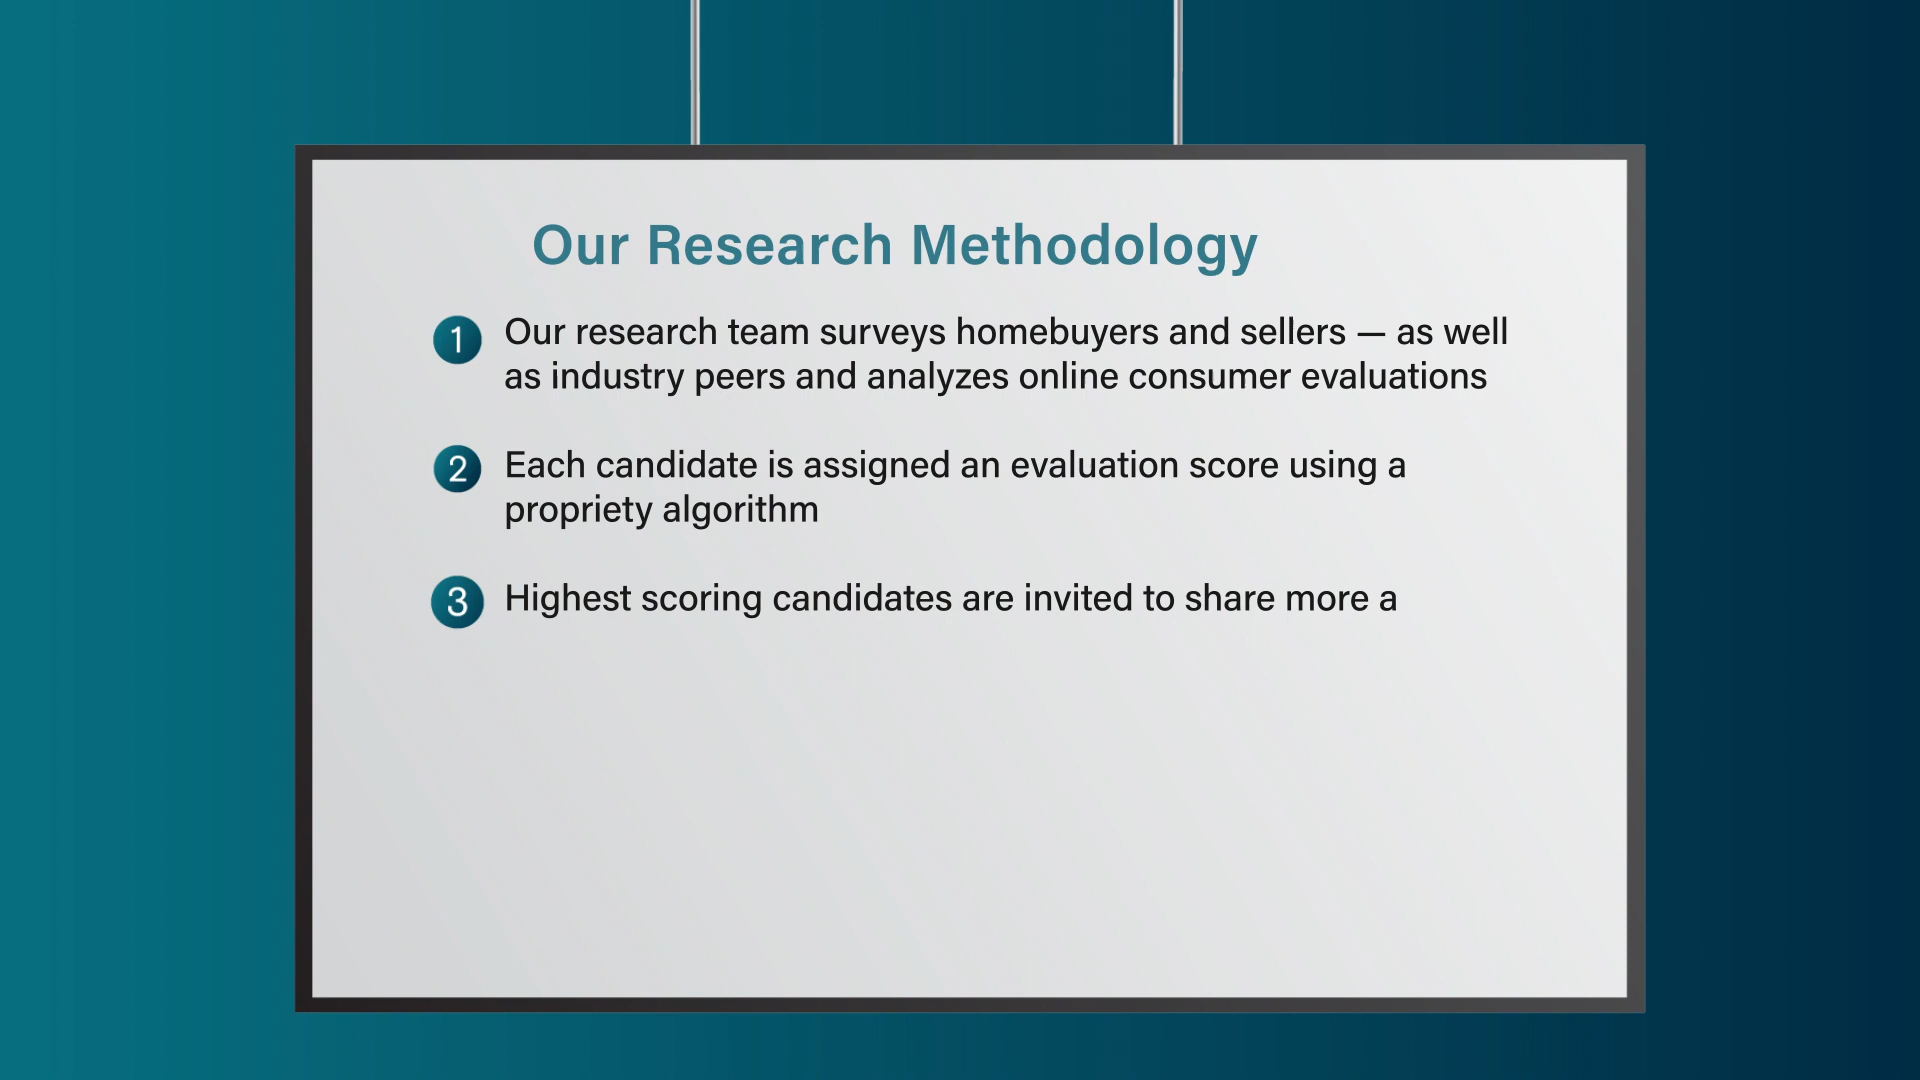 Our Research Methodology
1 Our research team surveys homebuyers and sellers — as well
as industry peers and analyzes online consumer evaluations
2 Each candidate is assigned an evaluation score using a
propriety algorithm
3 Highest scoring candidates are invited to share more a